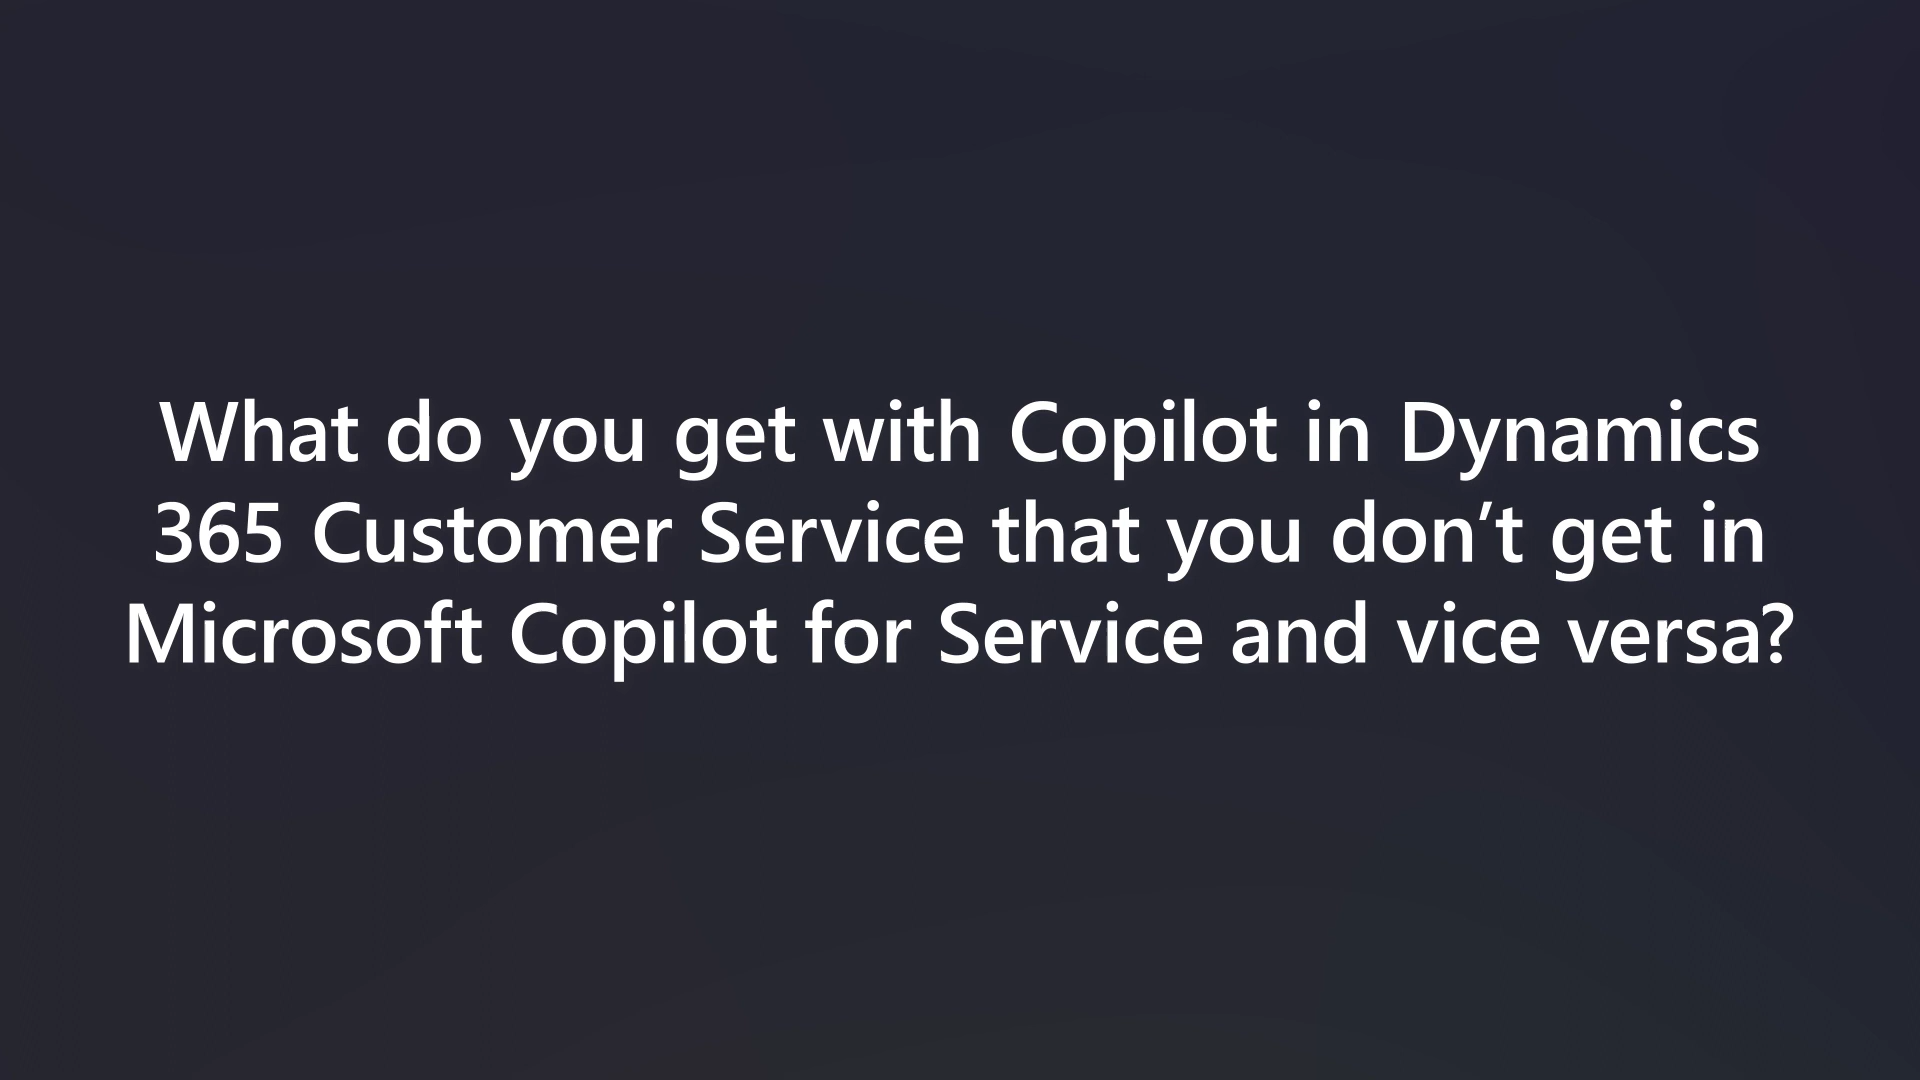 What do you get with Copilot in Dynamics
365 Customer Service that you don’t get in
Microsoft Copilot for Service and vice versa?